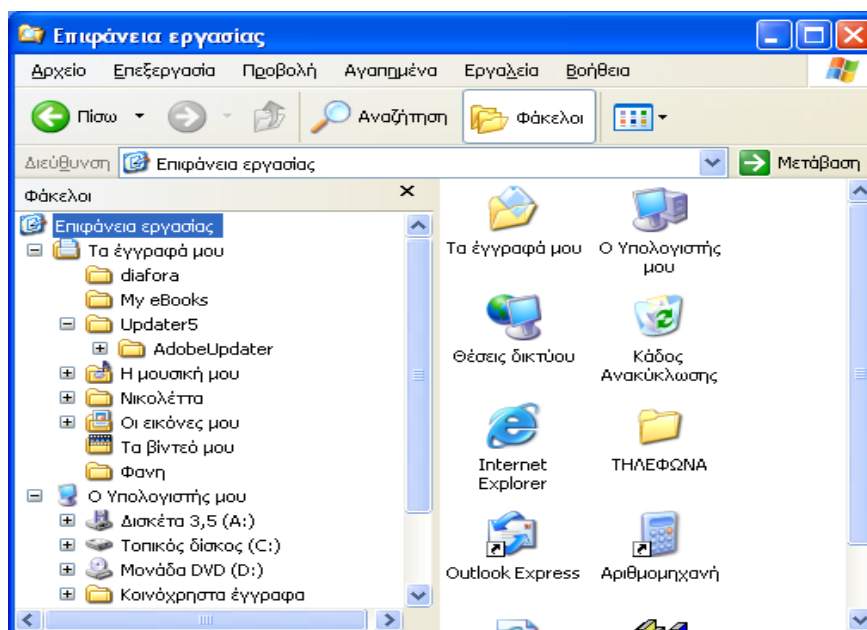 Επιφάνεια εργασίας
Αρχείο Επεξεργασία Προβολή Αγαπημένα Εργαλεία Βοήθεια
Πίσω Αναζήτηση Φάκελοι
Διεύθυνση Επιφάνεια εργασίας Μετάβαση
Φάκελοι
Επιφάνεια εργασίας
Τα έγγραφά μου
diafora
My eBooks
Updater5
AdobeUpdater
Η μουσική μου
Νικολέττα
Οι εικόνες μου
Τα βίντεό μου
Φανη
Ο Υπολογιστής μου
Δισκέτα 3,5 (A:)
Τοπικός δίσκος (C:)
Μονάδα DVD (D:)
Κοινόχρηστα έγγραφα
Τα έγγραφά μου
Ο Υπολογιστής
μου
Θέσεις δικτύου
Κάδος
Ανακύκλωσης
Internet
Explorer
ΤΗΛΕΦΩΝΑ
Outlook Express
Αριθμομηχανή